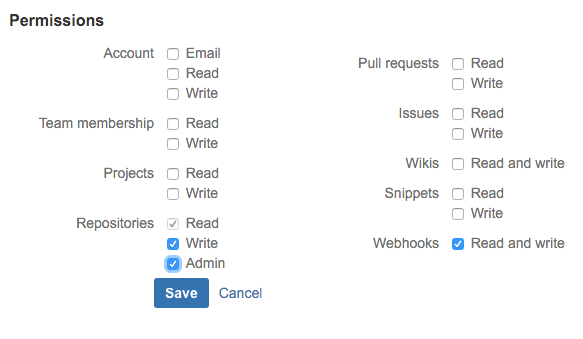 Permissions
Account
Email
Read
Write
Team membership
Read
Write
Projects
Read
Write
Repositories
Read
Write
Admin
Pull requests
Read
Write
Issues
Read
Write
Wikis
Read and write
Snippets
Read
Write
Webhooks
Read and write
Save
Cancel